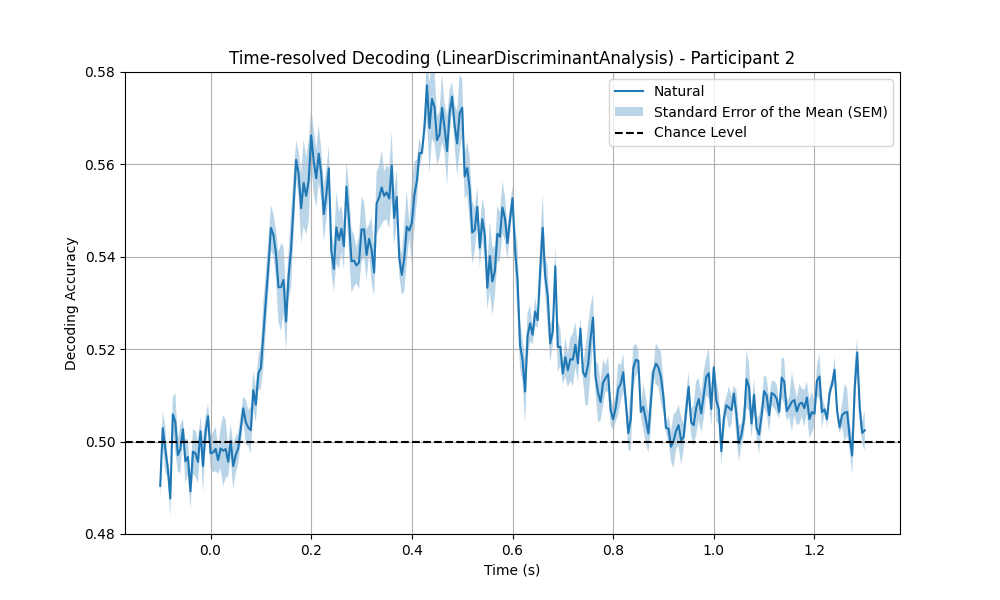 Time-resolved Decoding (LinearDiscriminantAnalysis) - Participant 2
Natural
Standard Error of the Mean (SEM)
Chance Level
Decoding Accuracy
0.58
0.56
0.54
0.52
0.50
0.48
0.0 0.2 0.4 0.6 0.8 1.0 1.2
Time (s)